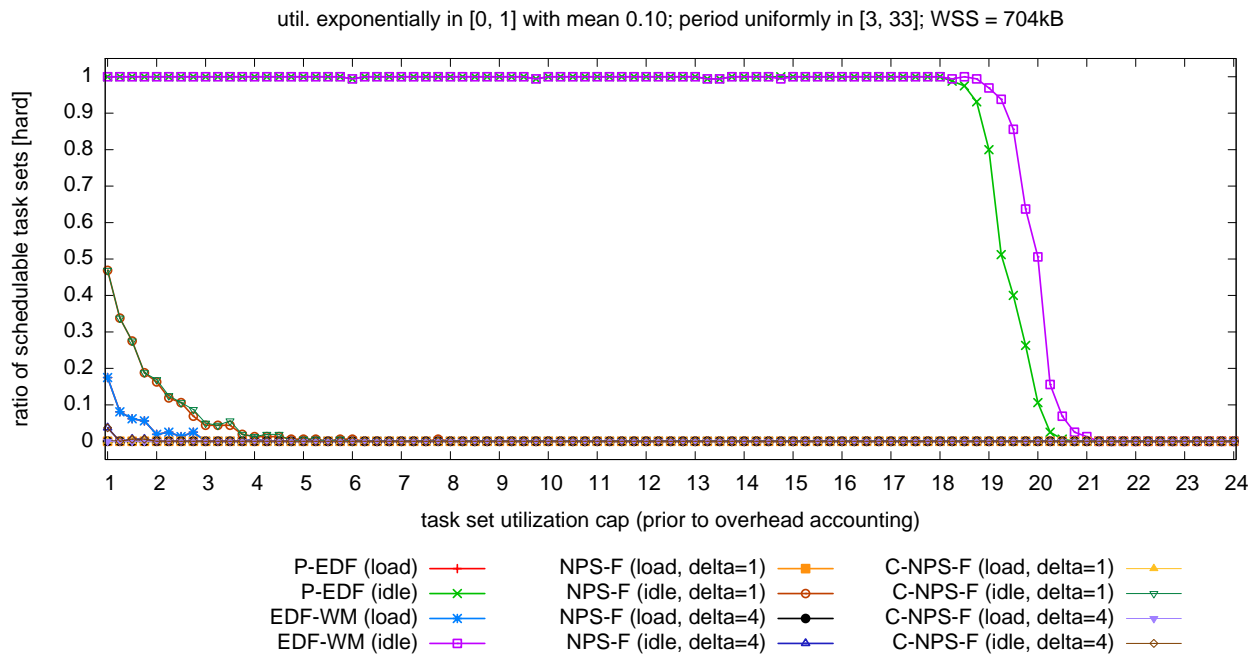 util. exponentially in [0, 1] with mean 0.10; period uniformly in [3, 33]; WSS = 704kB
ratio of schedulable task sets [hard]
1
0.9
0.8
0.7
0.6
0.5
0.4
0.3
0.2
0.1
0
1 2 3 4 5 6 7 8 9 10 11 12 13 14 15 16 17 18 19 20 21 22 23 24
task set utilization cap (prior to overhead accounting)
P-EDF (load) NPS-F (load, delta=1) C-NPS-F (load, delta=1)
P-EDF (idle) NPS-F (idle, delta=1) C-NPS-F (idle, delta=1)
EDF-WM (load) NPS-F (load, delta=4) C-NPS-F (load, delta=4)
EDF-WM (idle) NPS-F (idle, delta=4) C-NPS-F (idle, delta=4)